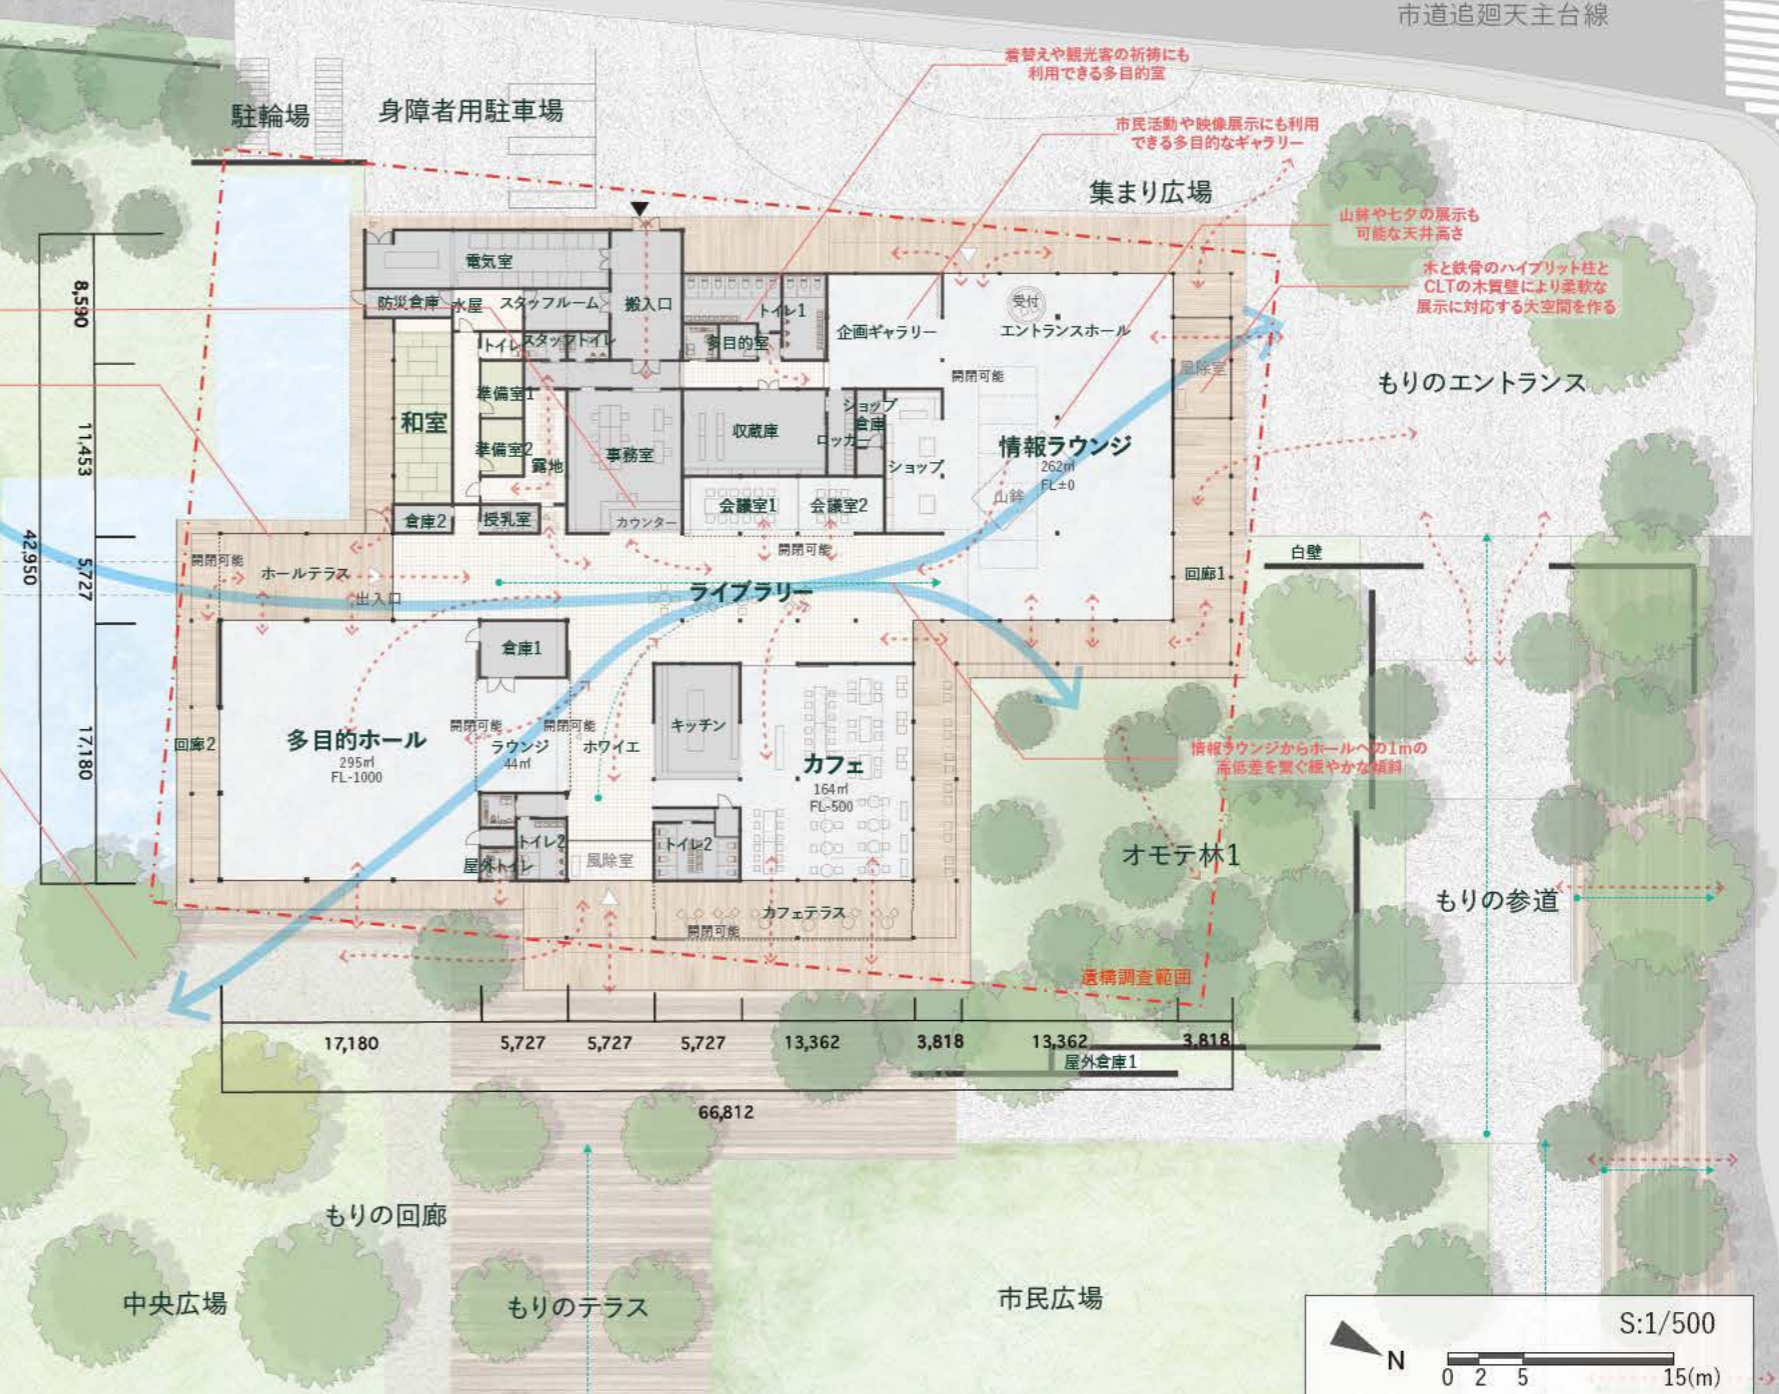 市道追廻天主台線
着替えや観光客の祈祷にも
利用できる多目的室
駐輪場
身障者用駐車場
市民活動や映像展示にも利用
できる多目的なギャラリー
集まり広場
山鉾や七夕の展示も
可能な天井高さ
木と鉄骨のハイブリット柱と
CLTの木質壁により柔軟な
展示に対応する大空間を作る
電気室
防災倉庫
水屋
スタッフルーム
搬入口
トイレ1
多目的室
企画ギャラリー
受付
エントランスホール
トイレ
スタッフトイレ
開閉可能
風除室
もりのエントランス
準備室1
和室
準備室2
露地
事務室
収蔵庫
ロッカー
ショップ
倉庫
ショップ
情報ラウンジ
262㎡
FL±0
山鉾
倉庫2
授乳室
カウンター
会議室1
会議室2
開閉可能
開閉可能
ホールテラス
出入口
ライブラリー
回廊1
白壁
8,590
11,453
5,727
17,180
42,950
倉庫1
開閉可能
開閉可能
多目的ホール
295㎡
FL-1000
回廊2
ラウンジ
44㎡
ホワイエ
キッチン
カフェ
164㎡
FL-500
情報ラウンジからホールへの1mの
高低差を繋ぐ緩やかな傾斜
トイレ2
屋外トイレ
風除室
トイレ2
オモテ林1
もりの参道
カフェテラス
開閉可能
遺構調査範囲
17,180
5,727
5,727
5,727
13,362
3,818
13,362
3,818
屋外倉庫1
66,812
もりの回廊
中央広場
もりのテラス
市民広場
S:1/500
N
0 2 5 15(m)